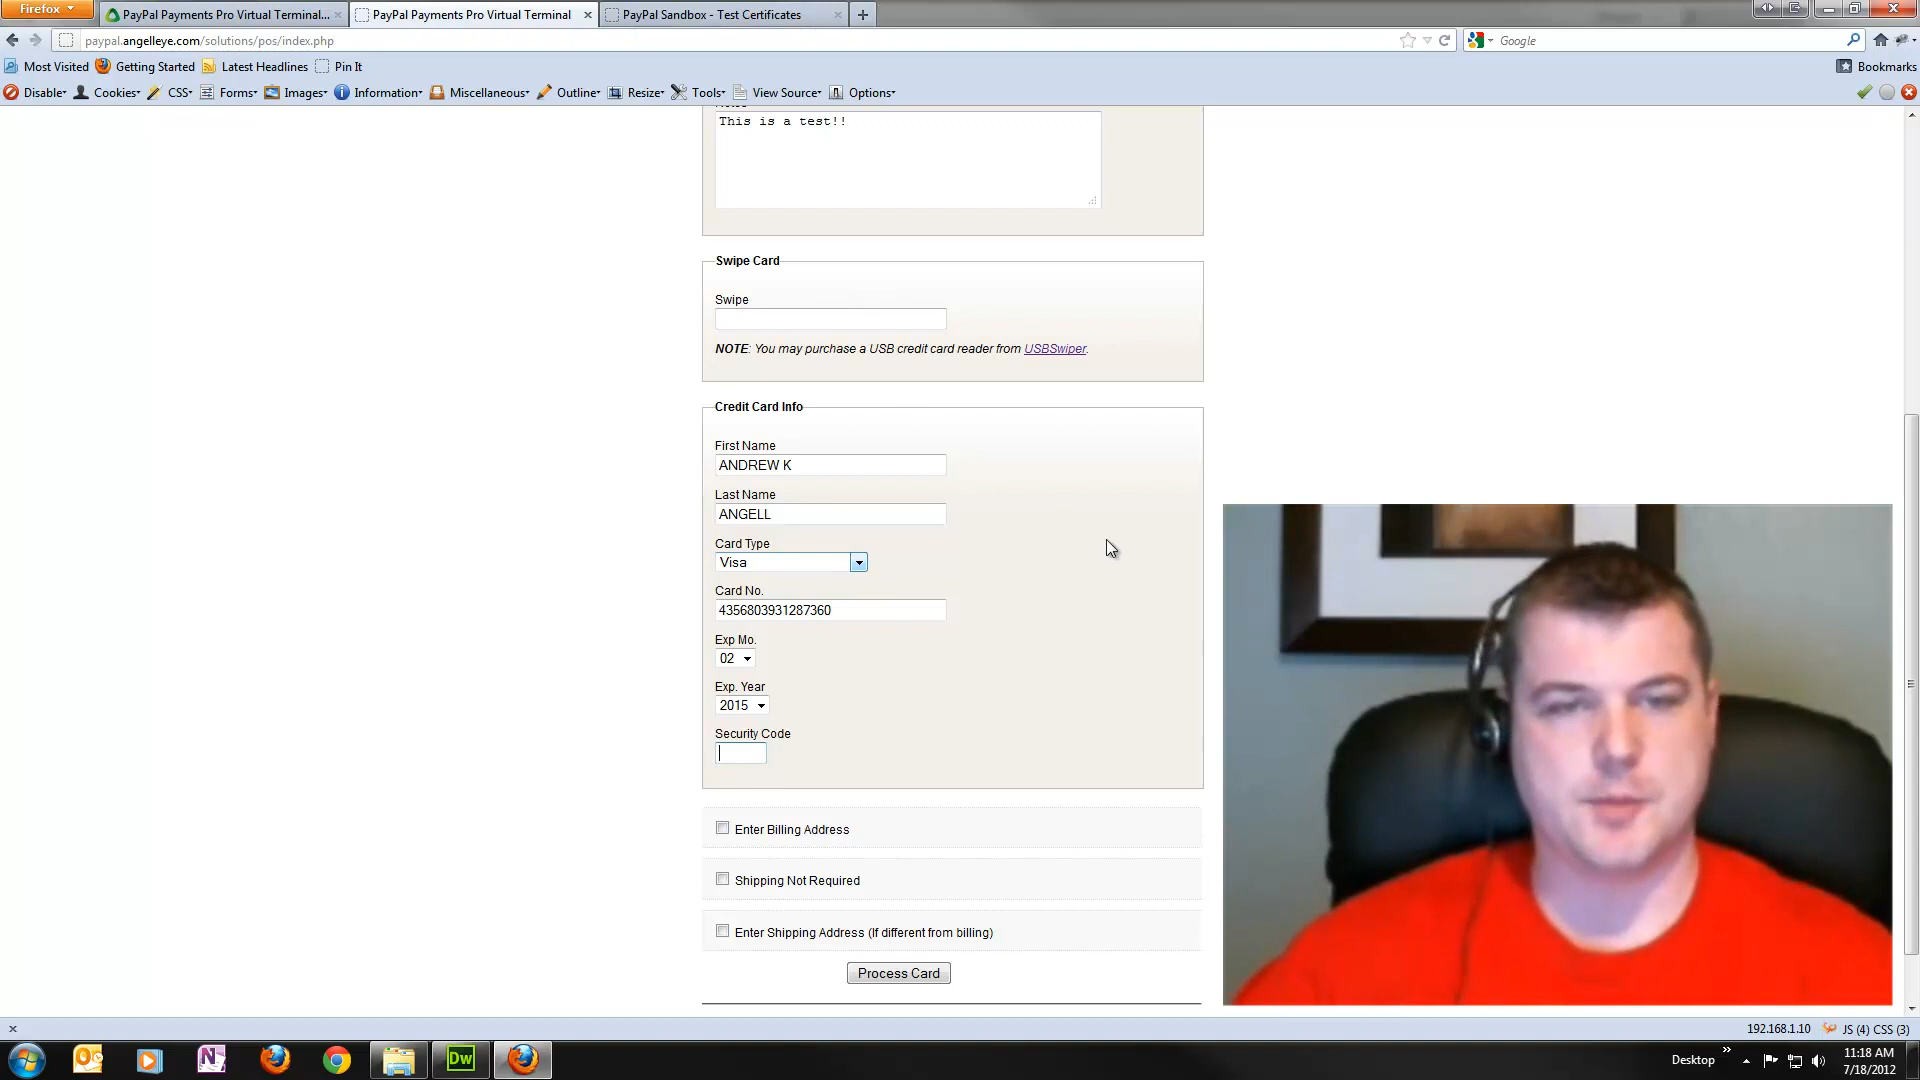 Firefox
PayPal Payments Pro Virtual Terminal...
PayPal Payments Pro Virtual Terminal
PayPal Sandbox - Test Certificates
paypal.angelleye.com/solutions/pos/index.php
Google
Most Visited
Getting Started
Latest Headlines
Pin It
Bookmarks
Disable
Cookies
CSS
Forms
Images
Information
Miscellaneous
Outline
Resize
Tools
View Source
Options
This is a test!!
Swipe Card
Swipe
NOTE: You may purchase a USB credit card reader from USBSwiper.
Credit Card Info
First Name
ANDREW K
Last Name
ANGELL
Card Type
Visa
Card No.
4356803931287360
Exp Mo.
02
Exp. Year
2015
Security Code
Enter Billing Address
Shipping Not Required
Enter Shipping Address (If different from billing)
Process Card
192.168.1.10
JS (4) CSS (3)
Dw
Desktop
11:18 AM
7/18/2012